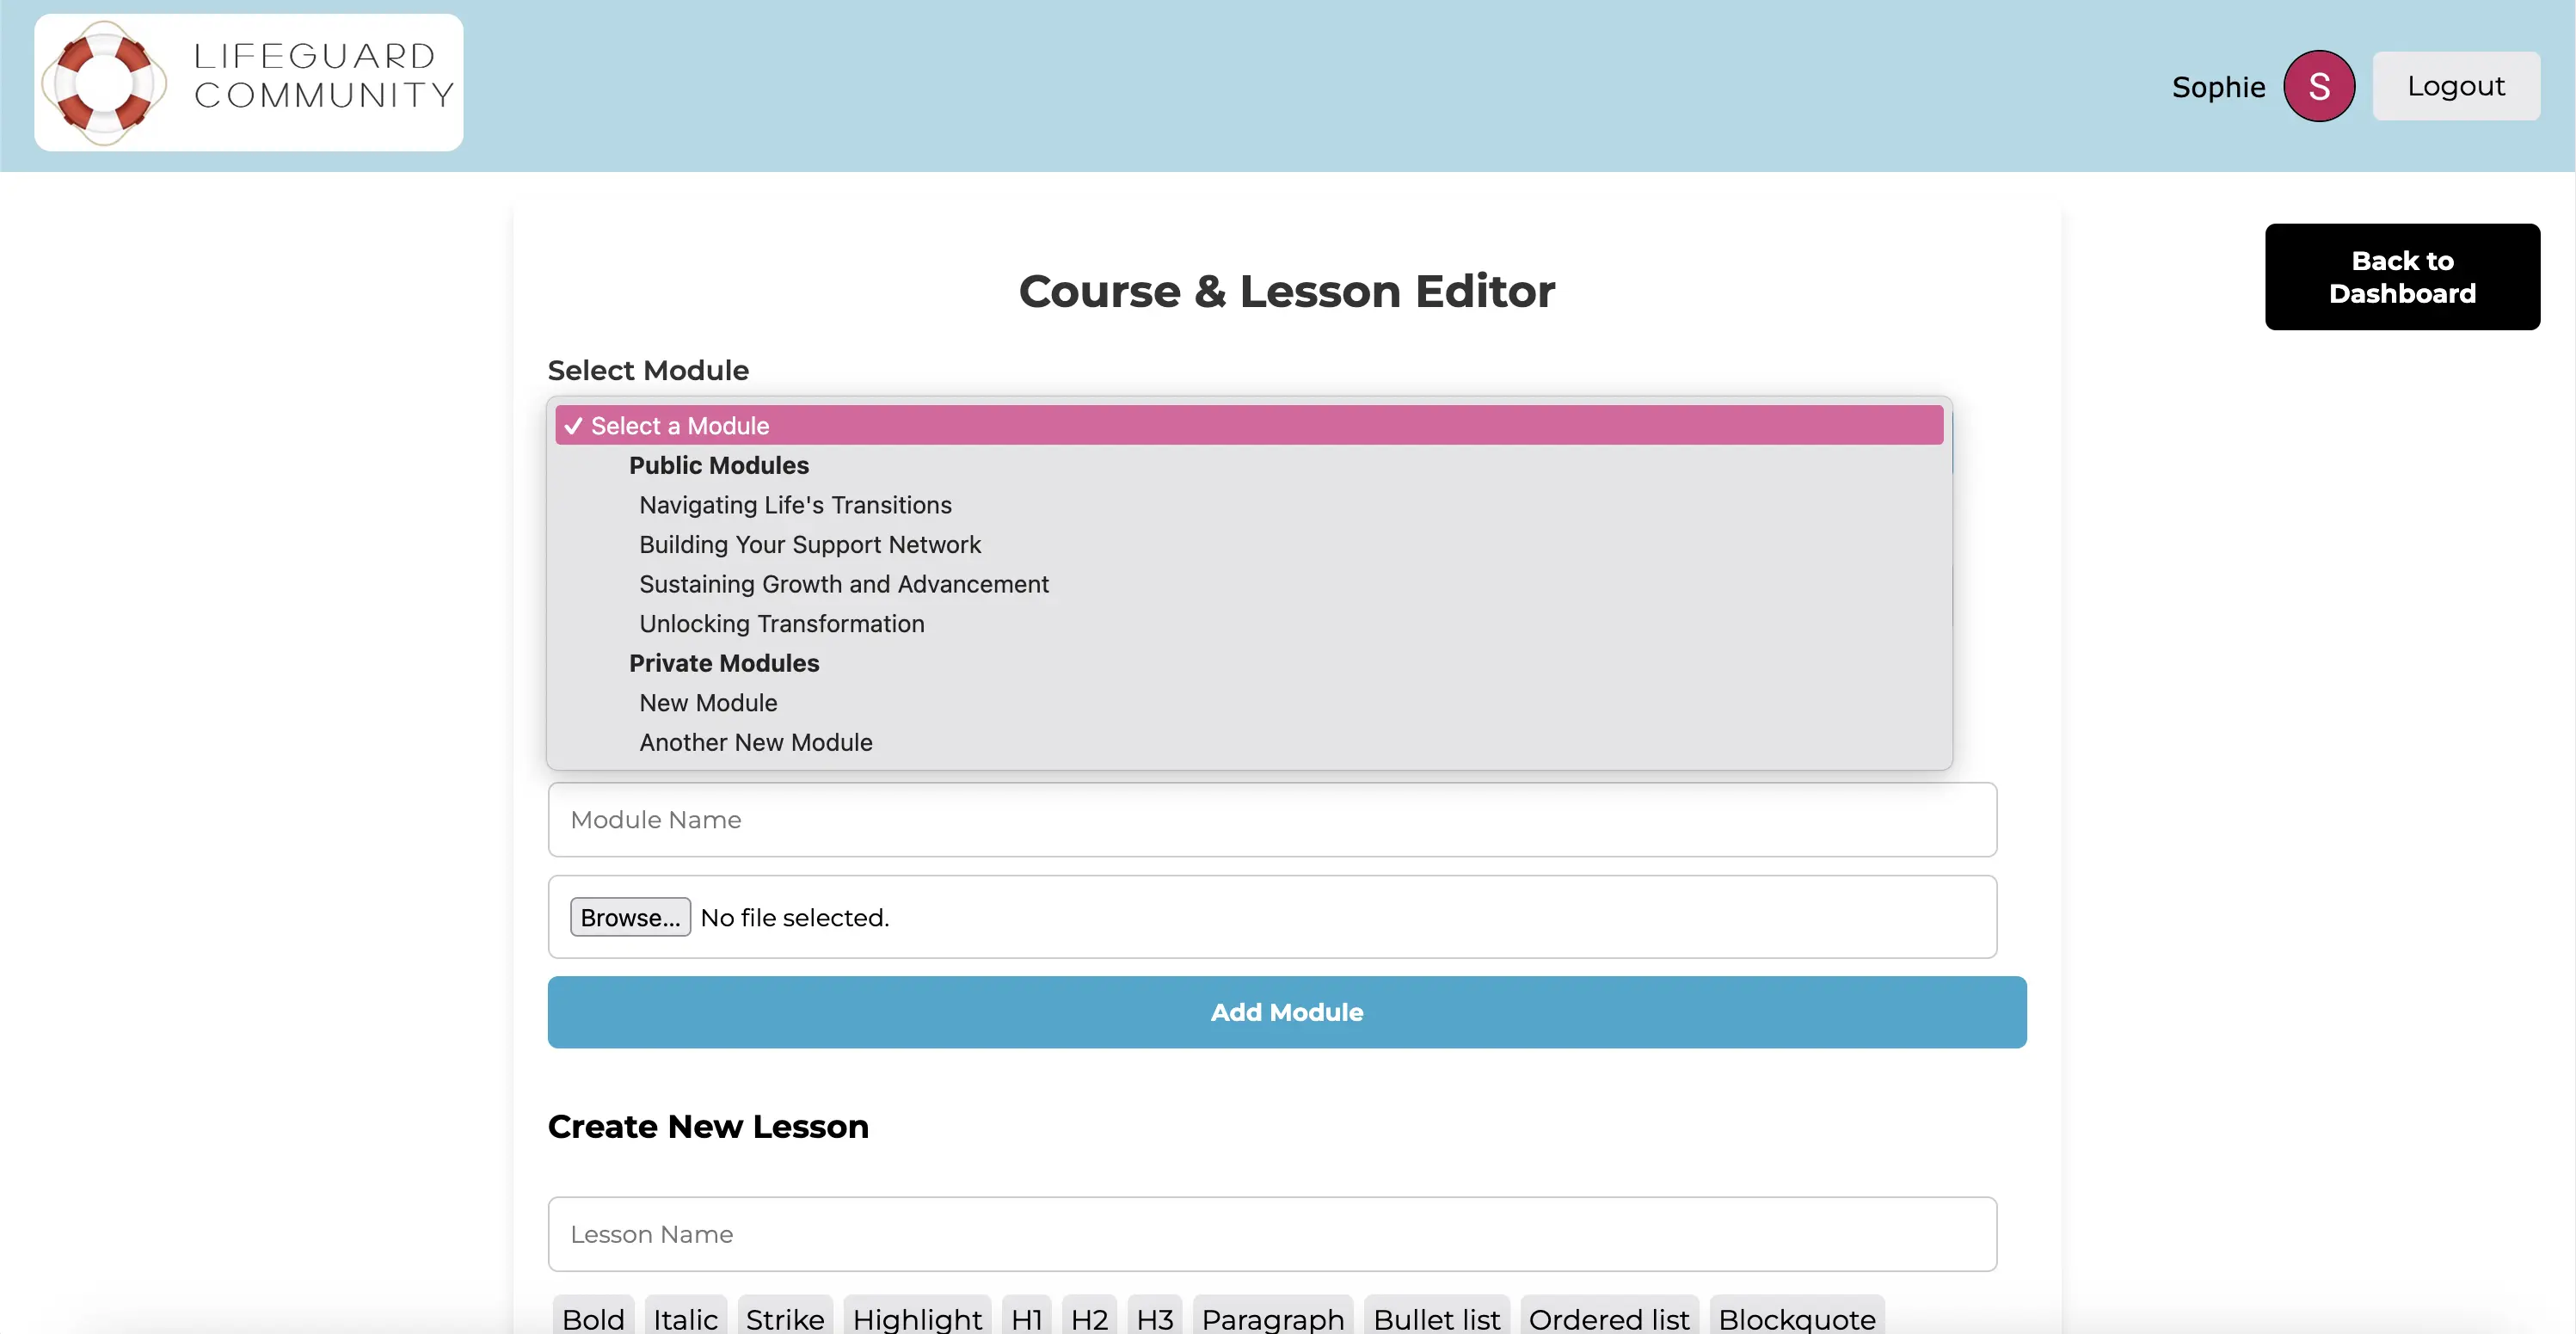 LIFEGUARD
COMMUNITY
Sophie
S
Logout
Back to
Dashboard
Course & Lesson Editor
Select Module
✓ Select a Module
Public Modules
Navigating Life's Transitions
Building Your Support Network
Sustaining Growth and Advancement
Unlocking Transformation
Private Modules
New Module
Another New Module
Module Name
Browse... No file selected.
Add Module
Create New Lesson
Lesson Name
Bold Italic Strike Highlight H1 H2 H3 Paragraph Bullet list Ordered list Blockquote